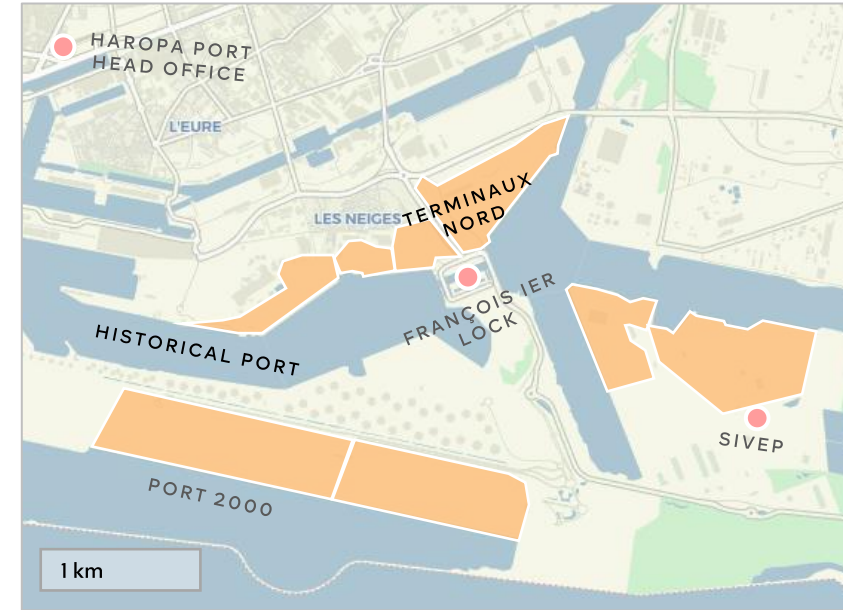 HAROPA PORT
HEAD OFFICE
L'EURE
LES NEIGES
TERMINAUX
NORD
FRANÇOIS IER
LOCK
HISTORICAL PORT
SIVEP
PORT 2000
1 km